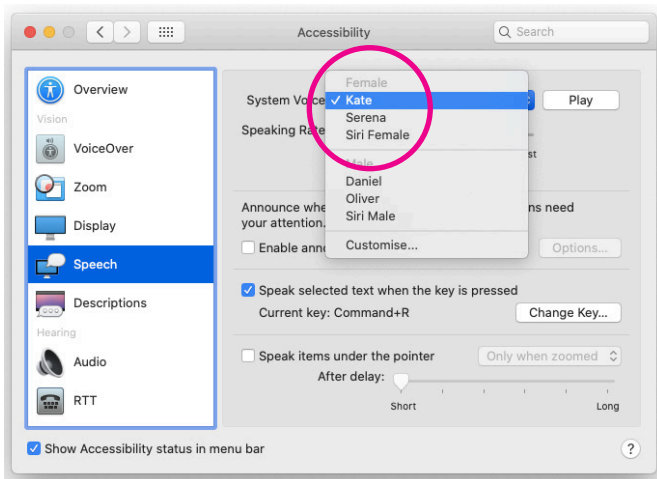 Accessibility
Search
Overview
Vision
VoiceOver
Zoom
Display
Speech
Descriptions
Hearing
Audio
RTT
System Voice
Female
✓ Kate
Serena
Siri Female
Male
Daniel
Oliver
Siri Male
Customise...
Play
Speaking Rate
Announce
ns need
your attention.
Enable
Options...
Speak selected text when the key is pressed
Current key: Command+R
Change Key...
Speak items under the pointer
Only when zoomed
After delay:
Short
Long
Show Accessibility status in menu bar
?